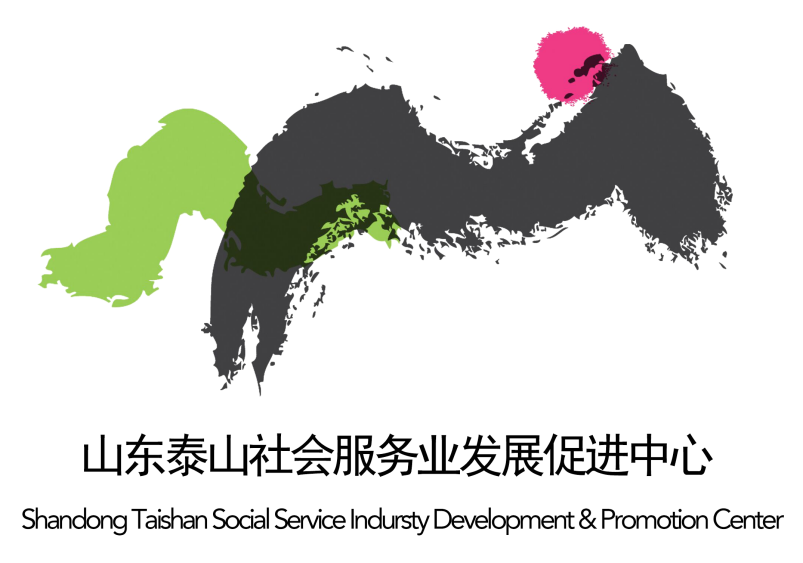 山东泰山社会服务业发展促进中心
Shandong Taishan Social Service Indursty Development & Promotion Center